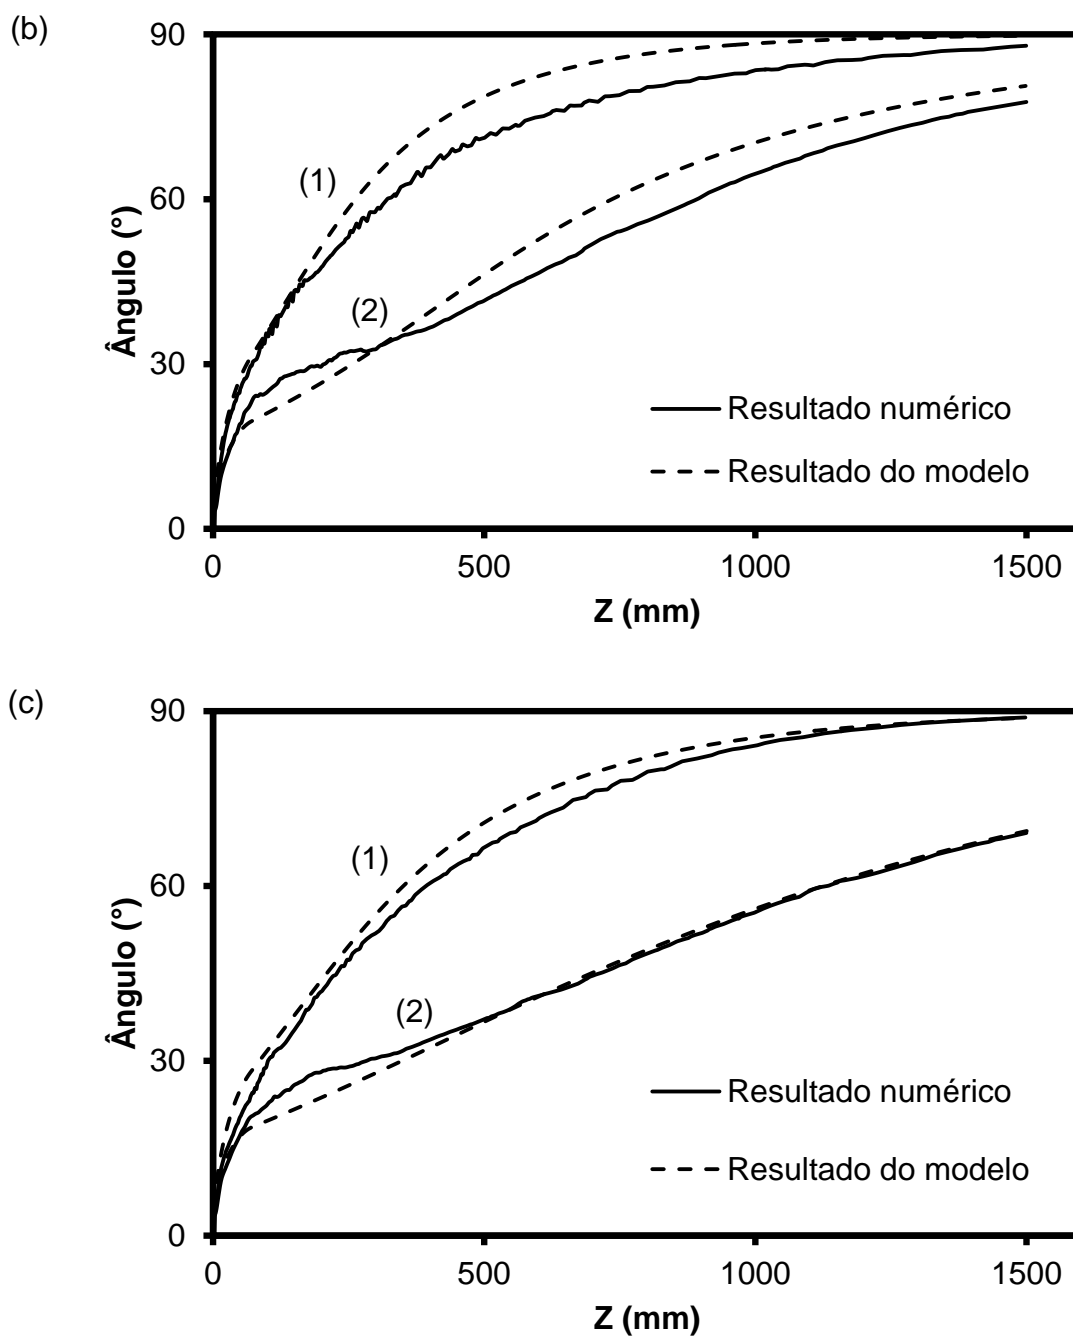 (b)
90
(1)
60
Ângulo (°)
(2)
30
Resultado numérico
Resultado do modelo
0
0 500 1000 1500
Z (mm)
(c)
90
(1)
60
Ângulo (°)
(2)
30
Resultado numérico
Resultado do modelo
0
0 500 1000 1500
Z (mm)